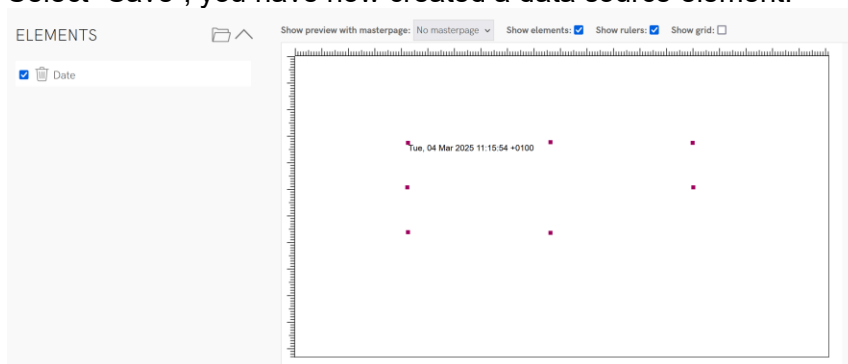 Select "Save", you have now created a data source element.
ELEMENTS
Show preview with masterpage: No masterpage Show elements: Show rulers: Show grid:
Date
Tue, 04 Mar 2025 11:15:54 +0100